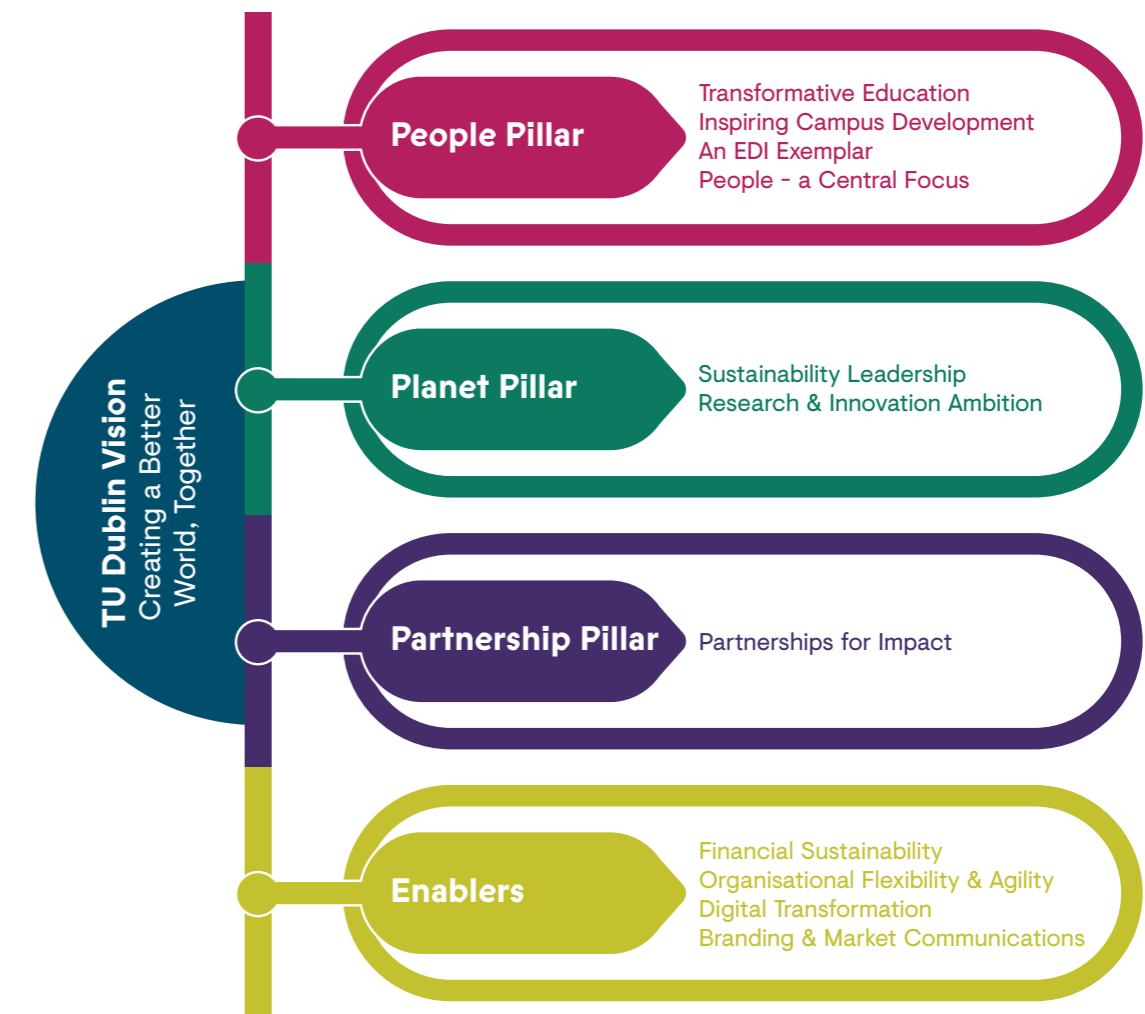 TU Dublin Vision
Creating a Better
World, Together
People Pillar
Transformative Education
Inspiring Campus Development
An EDI Exemplar
People - a Central Focus
Planet Pillar
Sustainability Leadership
Research & Innovation Ambition
Partnership Pillar
Partnerships for Impact
Enablers
Financial Sustainability
Organisational Flexibility & Agility
Digital Transformation
Branding & Market Communications